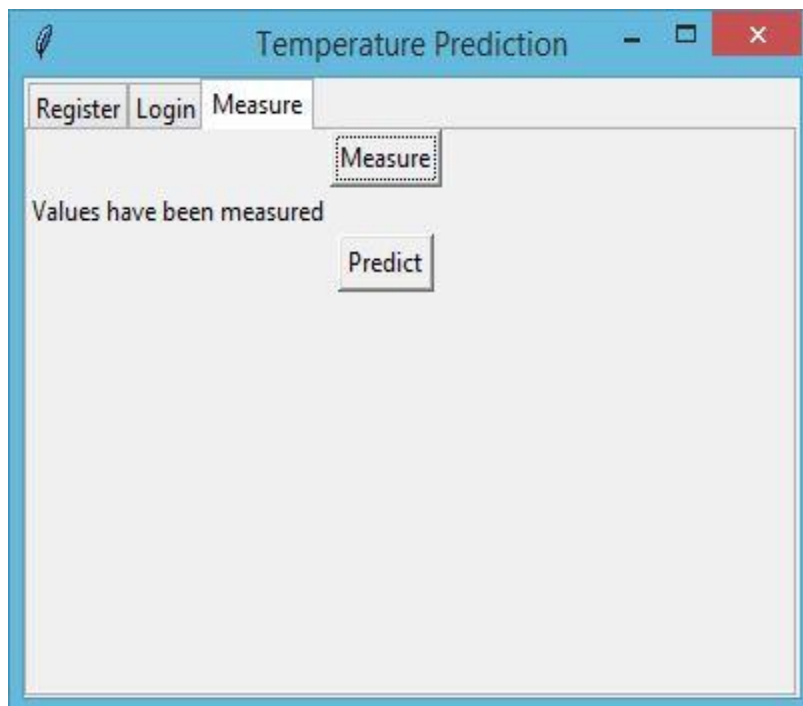 Temperature Prediction
Register Login Measure
Measure
Values have been measured
Predict